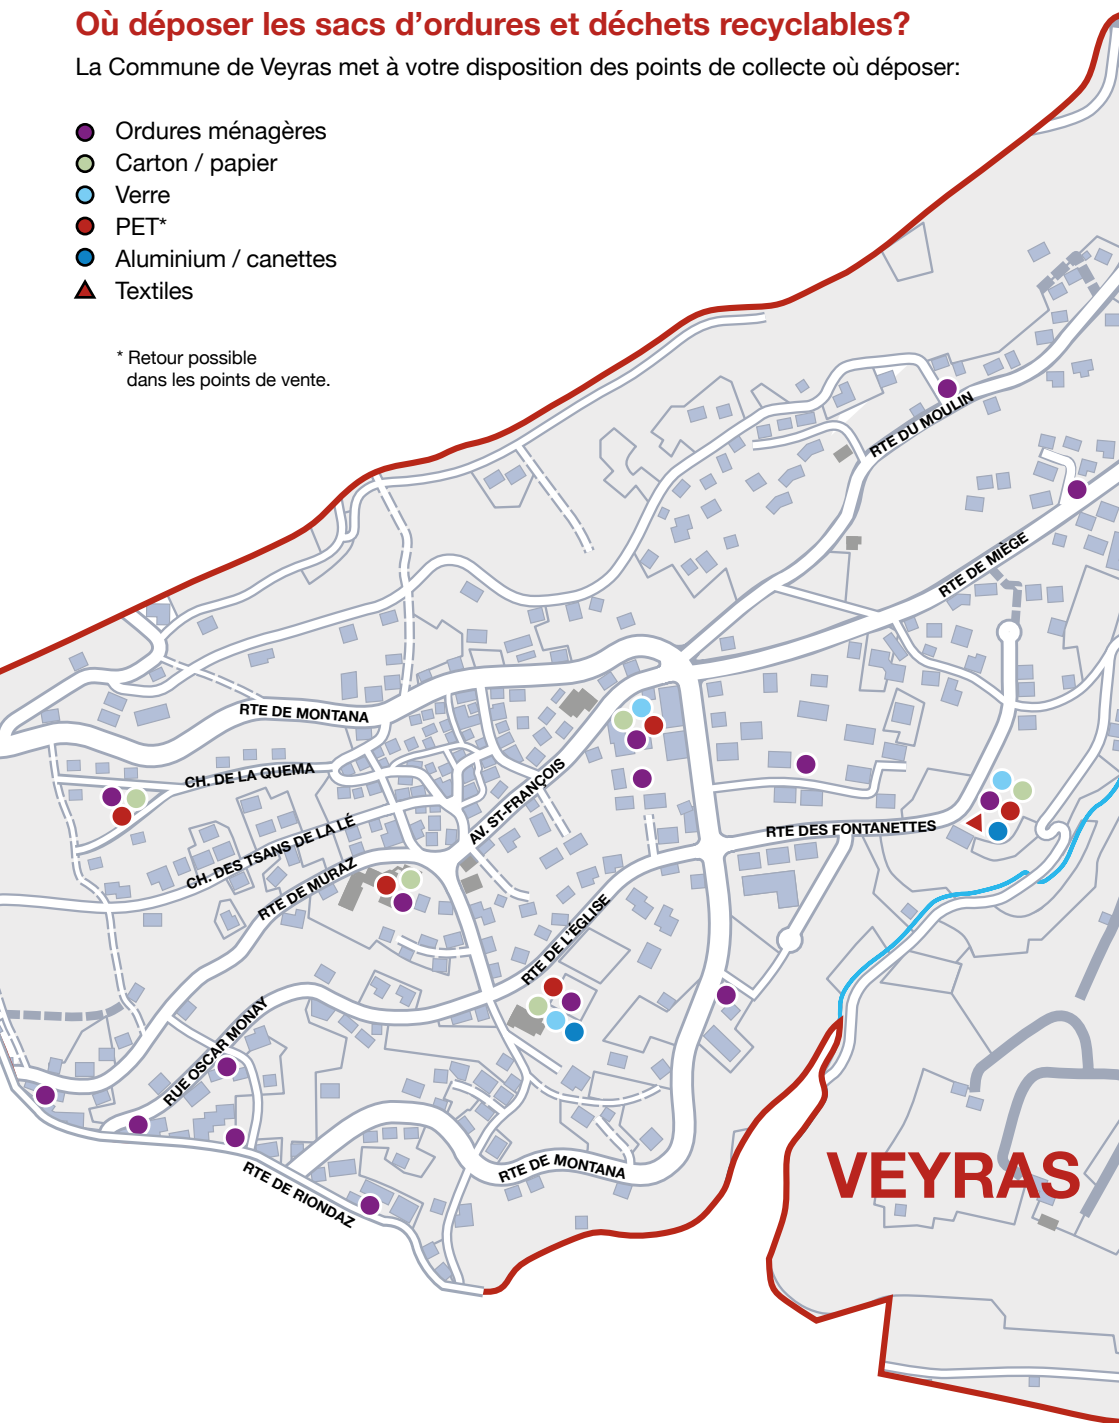 Où déposer les sacs d'ordures et déchets recyclables?
La Commune de Veyras met à votre disposition des points de collecte où déposer:
Ordures ménagères
Carton / papier
Verre
PET*
Aluminium / canettes
Textiles
* Retour possible
dans les points de vente.
RTE DU MOULIN
RTE DE MIÈGE
RTE DE MONTANA
CH. DE LA QUEMA
AV. ST-FRANÇOIS
CH. DES TSANS DE LA LÉ
RTE DES FONTANETTES
RTE DE MURAZ
RTE DE L'ÉGLISE
RUE OSCAR MONAY
RTE DE MONTANA
RTE DE RIONDAZ
VEYRAS